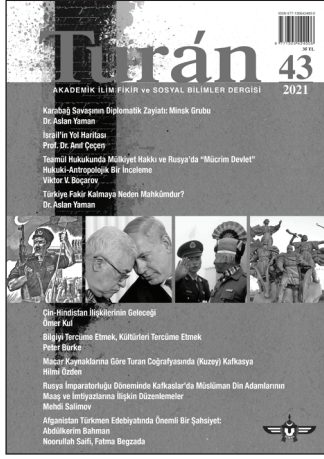 30 TL
Turán
AKADEMİK İLİM FİKİR ve SOSYAL BİLİMLER DERGİSİ
43
2021
Karabağ Savaşının Diplomatik Zayiatı: Minsk Grubu
Dr. Aslan Yaman
İsrail'in Yol Haritası
Prof. Dr. Anıl Çeçen
Teamül Hukukunda Mülkiyet Hakkı ve Rusya'da "Mücrim Devlet"
Hukuki-Antropolojik Bir İnceleme
Viktor V. Boçarov
Türkiye Fakir Kalmaya Neden Mahkûmdur?
Dr. Aslan Yaman
Çin-Hindistan İlişkilerinin Geleceği
Ömer Kul
Bilgiyi Tercüme Etmek, Kültürleri Tercüme Etmek
Peter Burke
Macar Kaynaklarına Göre Turan Coğrafyasında (Kuzey) Kafkasya
Hilmi Özden
Rusya İmparatorluğu Döneminde Kafkaslar'da Müslüman Din Adamlarının
Maaş ve İmtiyazlarına İlişkin Düzenlemeler
Mehdi Salimov
Afganistan Türkmen Edebiyatında Önemli Bir Şahsiyet:
Abdülkerim Bahman
Noorullah Saifi, Fatma Begzada